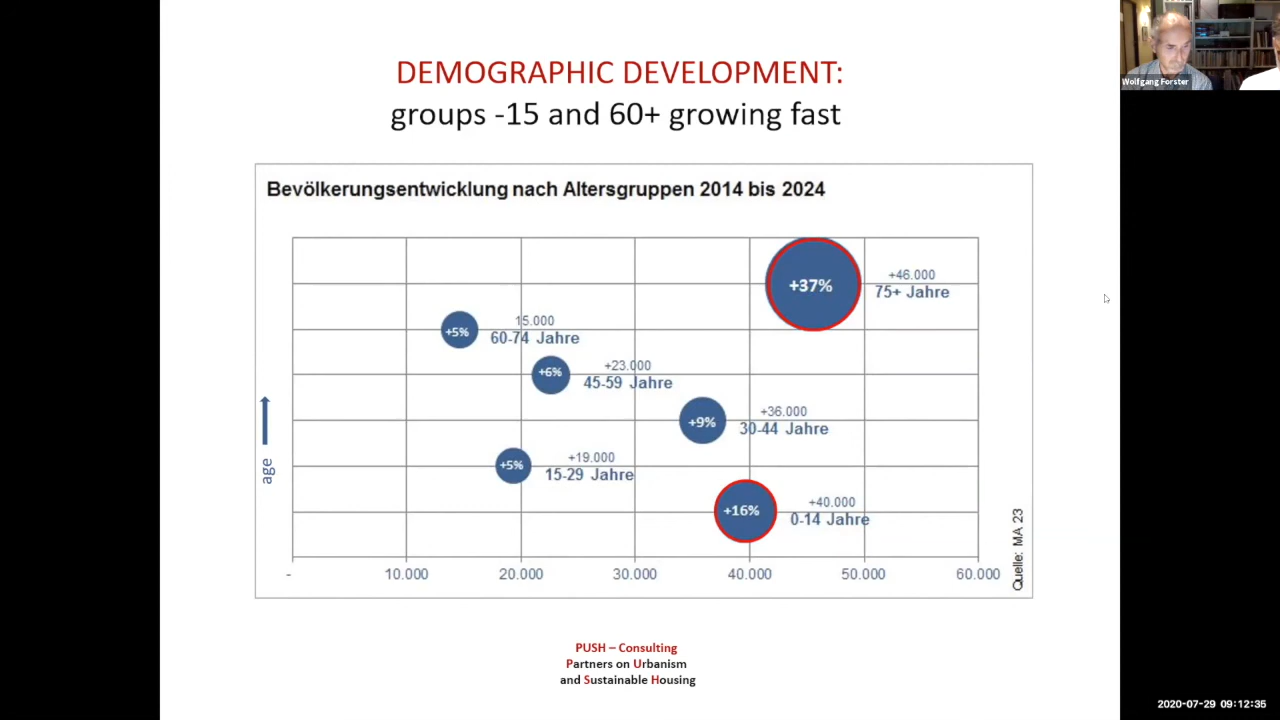 DEMOGRAPHIC DEVELOPMENT:
groups -15 and 60+ growing fast
Wolfgang Forster
Bevölkerungsentwicklung nach Altersgruppen 2014 bis 2024
+37%
+46.000
75+ Jahre
+5%
15.000
60-74 Jahre
+6%
+23.000
45-59 Jahre
+9%
+36.000
30-44 Jahre
+5%
+19.000
15-29 Jahre
+16%
+40.000
0-14 Jahre
age
-
10.000
20.000
30.000
40.000
50.000
60.000
Quelle: MA 23
PUSH – Consulting
Partners on Urbanism
and Sustainable Housing
2020-07-29 09:12:35